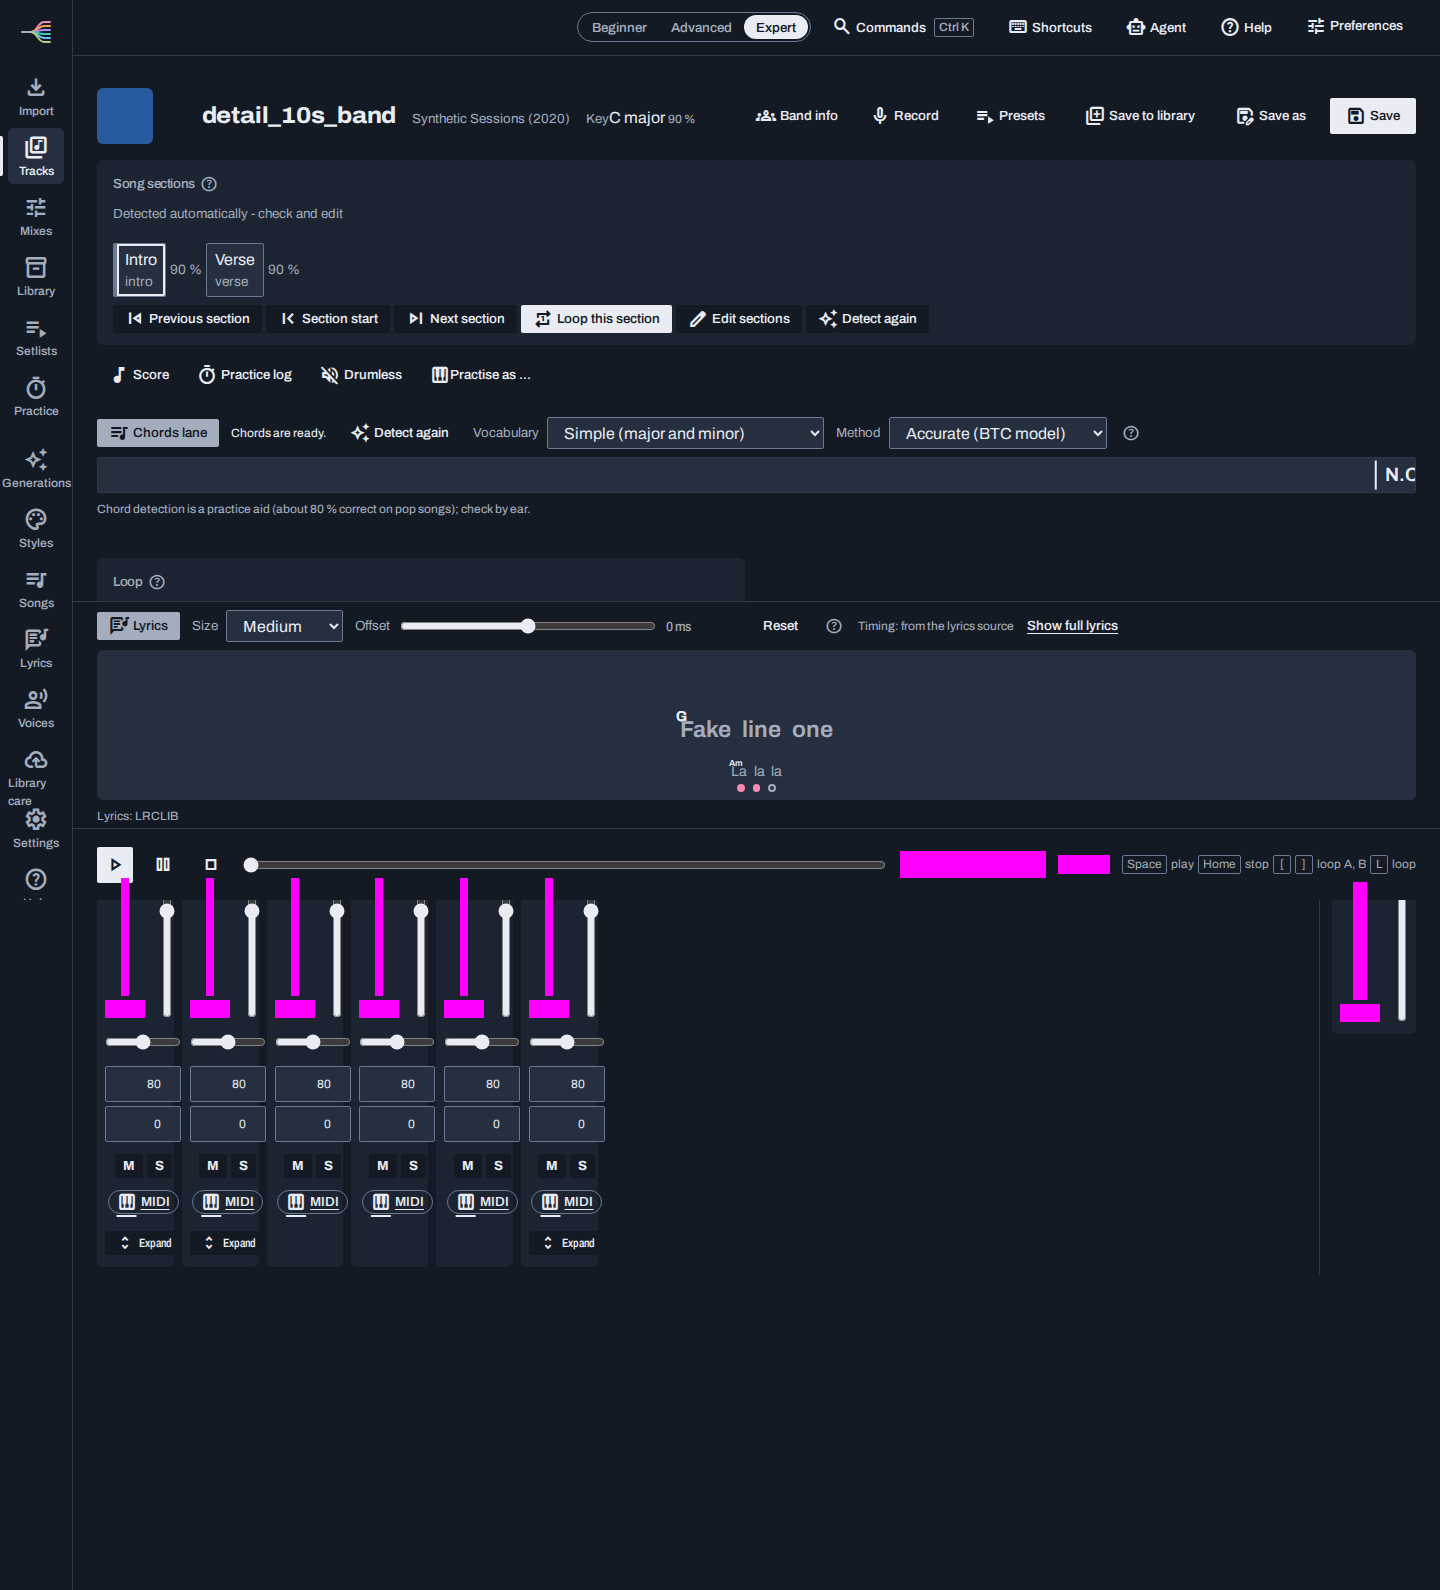 Beginner Advanced Expert Commands Ctrl K Shortcuts Agent Help Preferences
Import
Tracks
Mixes
Library
Setlists
Practice
Generations
Styles
Songs
Lyrics
Voices
Library care
Settings
detail_10s_band Synthetic Sessions (2020) Key C major 90 % Band info Record Presets Save to library Save as Save
Song sections
Detected automatically - check and edit
Intro
intro
90 %
Verse
verse
90 %
Previous section Section start Next section Loop this section Edit sections Detect again
Score Practice log Drumless Practise as ...
Chords lane Chords are ready. Detect again Vocabulary Simple (major and minor) Method Accurate (BTC model)
N.C
Chord detection is a practice aid (about 80 % correct on pop songs); check by ear.
Loop
Lyrics Size Medium Offset 0 ms Reset Timing: from the lyrics source Show full lyrics
G
Fake line one
Am
La la la
Lyrics: LRCLIB
Space play Home stop [ ] loop A, B L loop
80 80 80 80 80 80
0 0 0 0 0 0
M S M S M S M S M S M S
MIDI MIDI MIDI MIDI MIDI MIDI
Expand Expand Expand